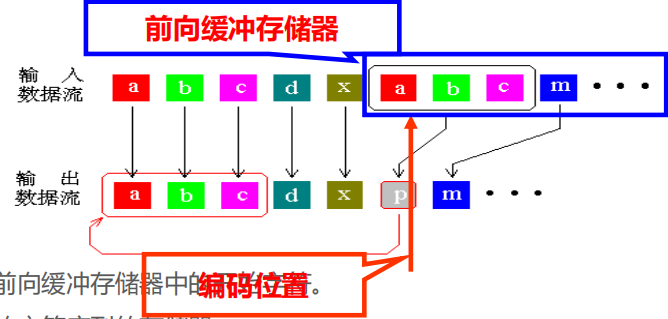 前向缓冲存储器
输 入
数据流
a b c d x a b c m ···
输 出
数据流
a b c d x p m ···
编码位置
前向缓冲存储器中的
符。